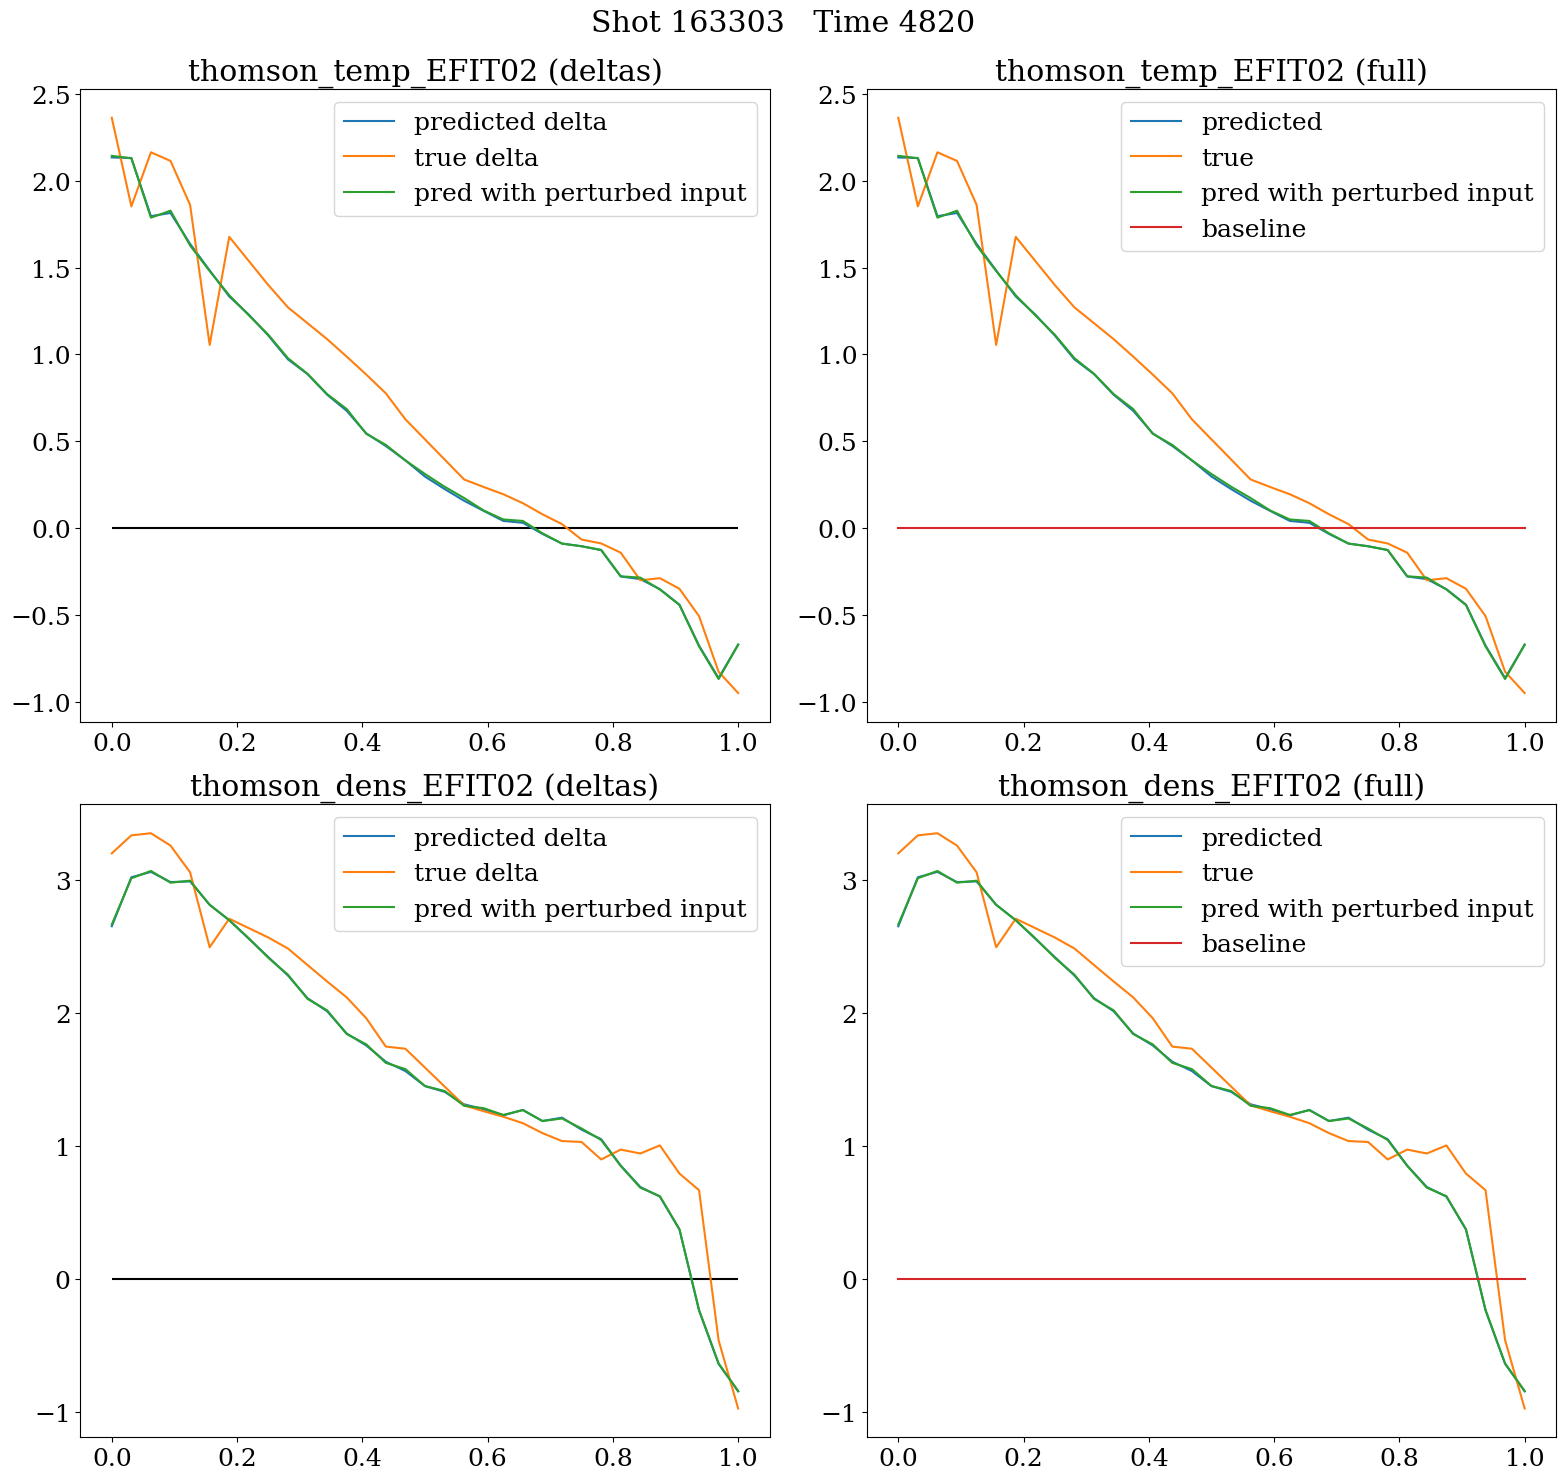 Shot 163303   Time 4820
thomson_temp_EFIT02 (deltas)
predicted delta
true delta
pred with perturbed input
2.5
2.0
1.5
1.0
0.5
0.0
−0.5
−1.0
0.0 0.2 0.4 0.6 0.8 1.0
thomson_temp_EFIT02 (full)
predicted
true
pred with perturbed input
baseline
2.5
2.0
1.5
1.0
0.5
0.0
−0.5
−1.0
0.0 0.2 0.4 0.6 0.8 1.0
thomson_dens_EFIT02 (deltas)
predicted delta
true delta
pred with perturbed input
3
2
1
0
−1
0.0 0.2 0.4 0.6 0.8 1.0
thomson_dens_EFIT02 (full)
predicted
true
pred with perturbed input
baseline
3
2
1
0
−1
0.0 0.2 0.4 0.6 0.8 1.0